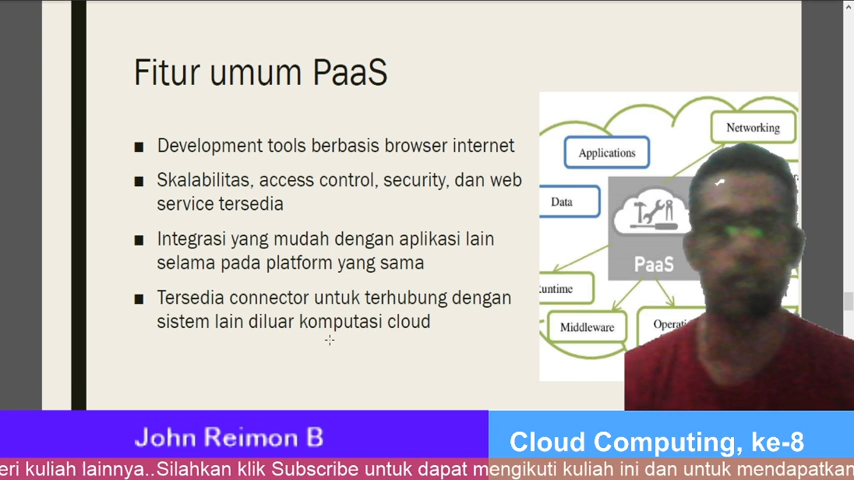 Fitur umum PaaS
■ Development tools berbasis browser internet
■ Skalabilitas, access control, security, dan web
service tersedia
■ Integrasi yang mudah dengan aplikasi lain
selama pada platform yang sama
■ Tersedia connector untuk terhubung dengan
sistem lain diluar komputasi cloud
Networking
Applications
Data
PaaS
Middleware
John Reimon B
Cloud Computing, ke-8
kuliah lainnya..Silahkan klik Subscribe untuk dapat mengikuti kuliah ini dan untuk mendapatkan